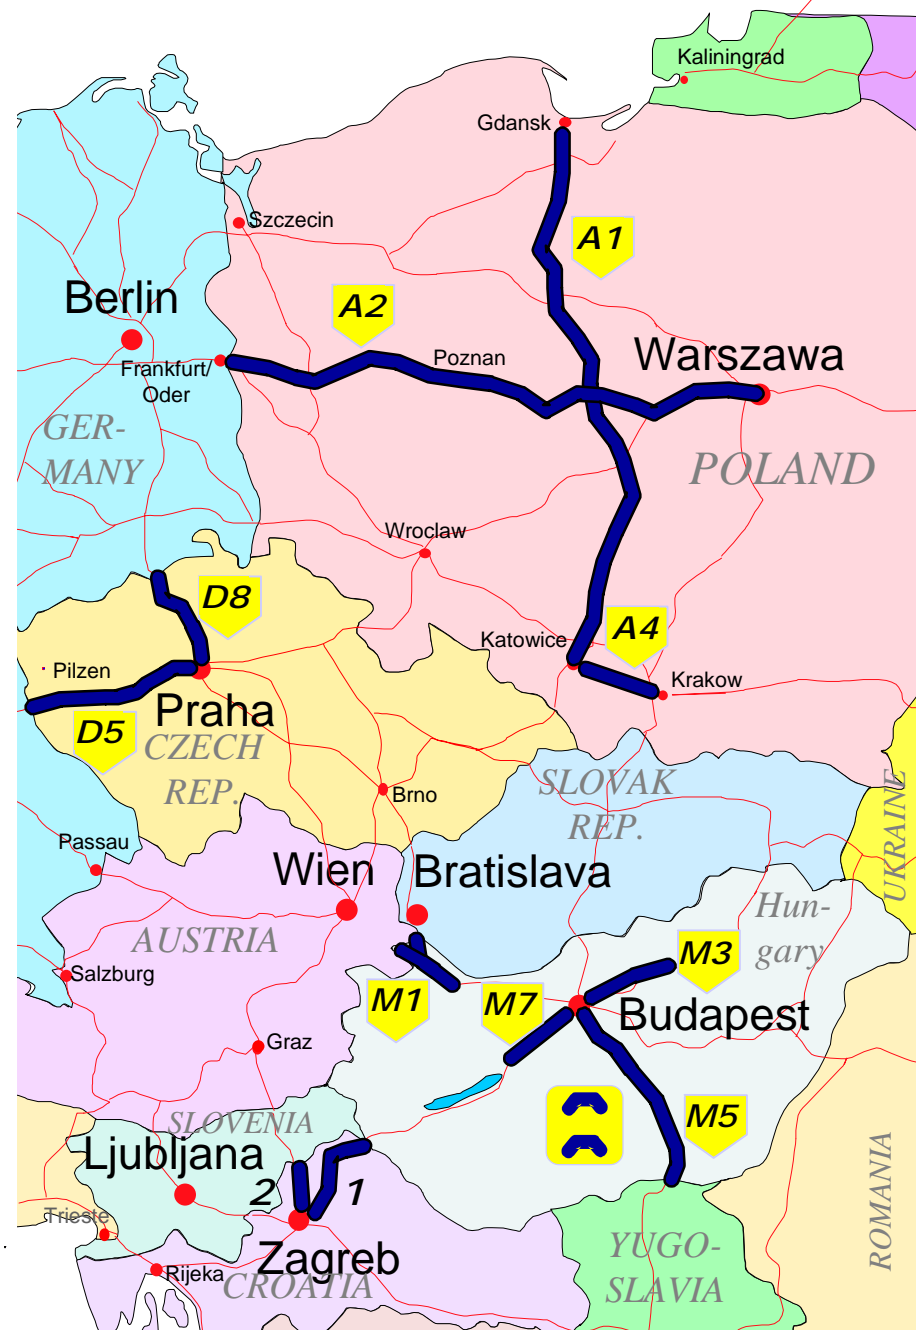 Kaliningrad
Gdansk
Szczecin
A1
Berlin
A2
Poznan
Warszawa
Frankfurt/
Oder
GER-
MANY
POLAND
Wroclaw
D8
Katowice
A4
Pilzen
Krakow
Praha
D5
CZECH
REP.
SLOVAK
REP.
UKRAINE
Brno
Passau
Wien
Bratislava
Hun-
gary
AUSTRIA
M3
Salzburg
M1
M7
Budapest
Graz
M5
SLOVENIA
Ljubljana
2
1
ROMANIA
Trieste
Zagreb
YUGO-
SLAVIA
Rijeka
CROATIA